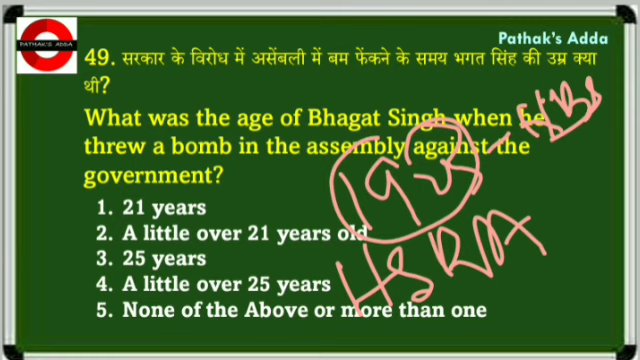 Pathak's Adda
PATHAK'S ADDA
49. सरकार के विरोध में असेंबली में बम फेंकने के समय भगत सिंह की उम्र क्या
थी?
What was the age of Bhagat Singh when he
threw a bomb in the assembly against the
government?
1. 21 years
2. A little over 21 years old
3. 25 years
4. A little over 25 years
5. None of the Above or more than one
HSRA